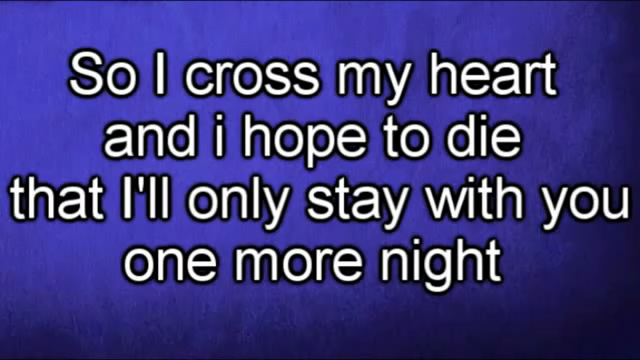 So I cross my heart
and i hope to die
that I'll only stay with you
one more night